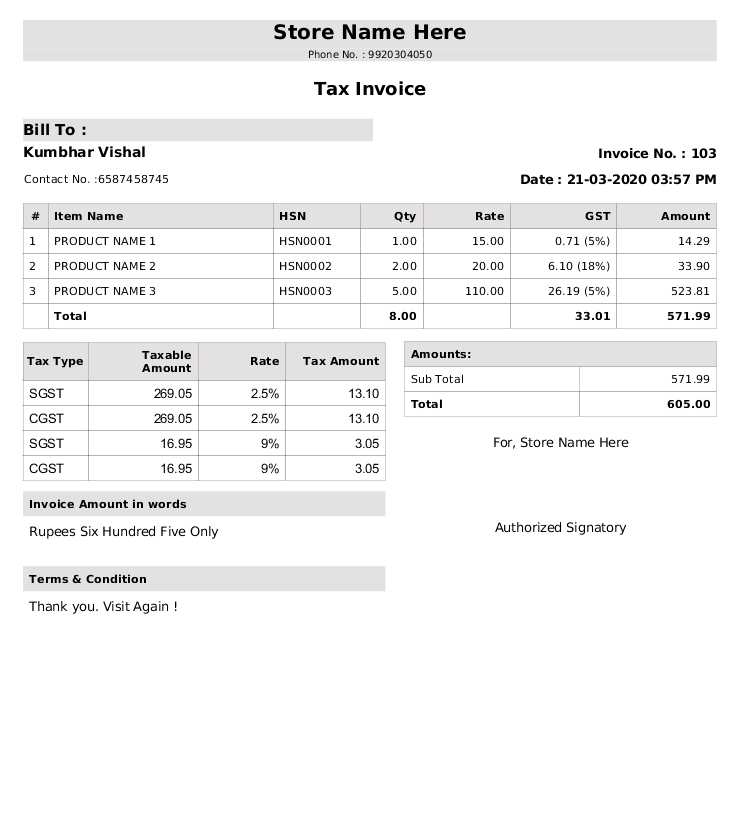 Store Name Here
Phone No. : 9920304050
Tax Invoice
Bill To :
Kumbhar Vishal
Invoice No. : 103
Contact No. :6587458745
Date : 21-03-2020 03:57 PM
# Item Name HSN Qty Rate GST Amount
1 PRODUCT NAME 1 HSN0001 1.00 15.00 0.71 (5%) 14.29
2 PRODUCT NAME 2 HSN0002 2.00 20.00 6.10 (18%) 33.90
3 PRODUCT NAME 3 HSN0003 5.00 110.00 26.19 (5%) 523.81
Total 8.00 33.01 571.99
Tax Type Taxable Amount Rate Tax Amount
SGST 269.05 2.5% 13.10
CGST 269.05 2.5% 13.10
SGST 16.95 9% 3.05
CGST 16.95 9% 3.05
Amounts:
Sub Total 571.99
Total 605.00
For, Store Name Here
Authorized Signatory
Invoice Amount in words
Rupees Six Hundred Five Only
Terms & Condition
Thank you. Visit Again !